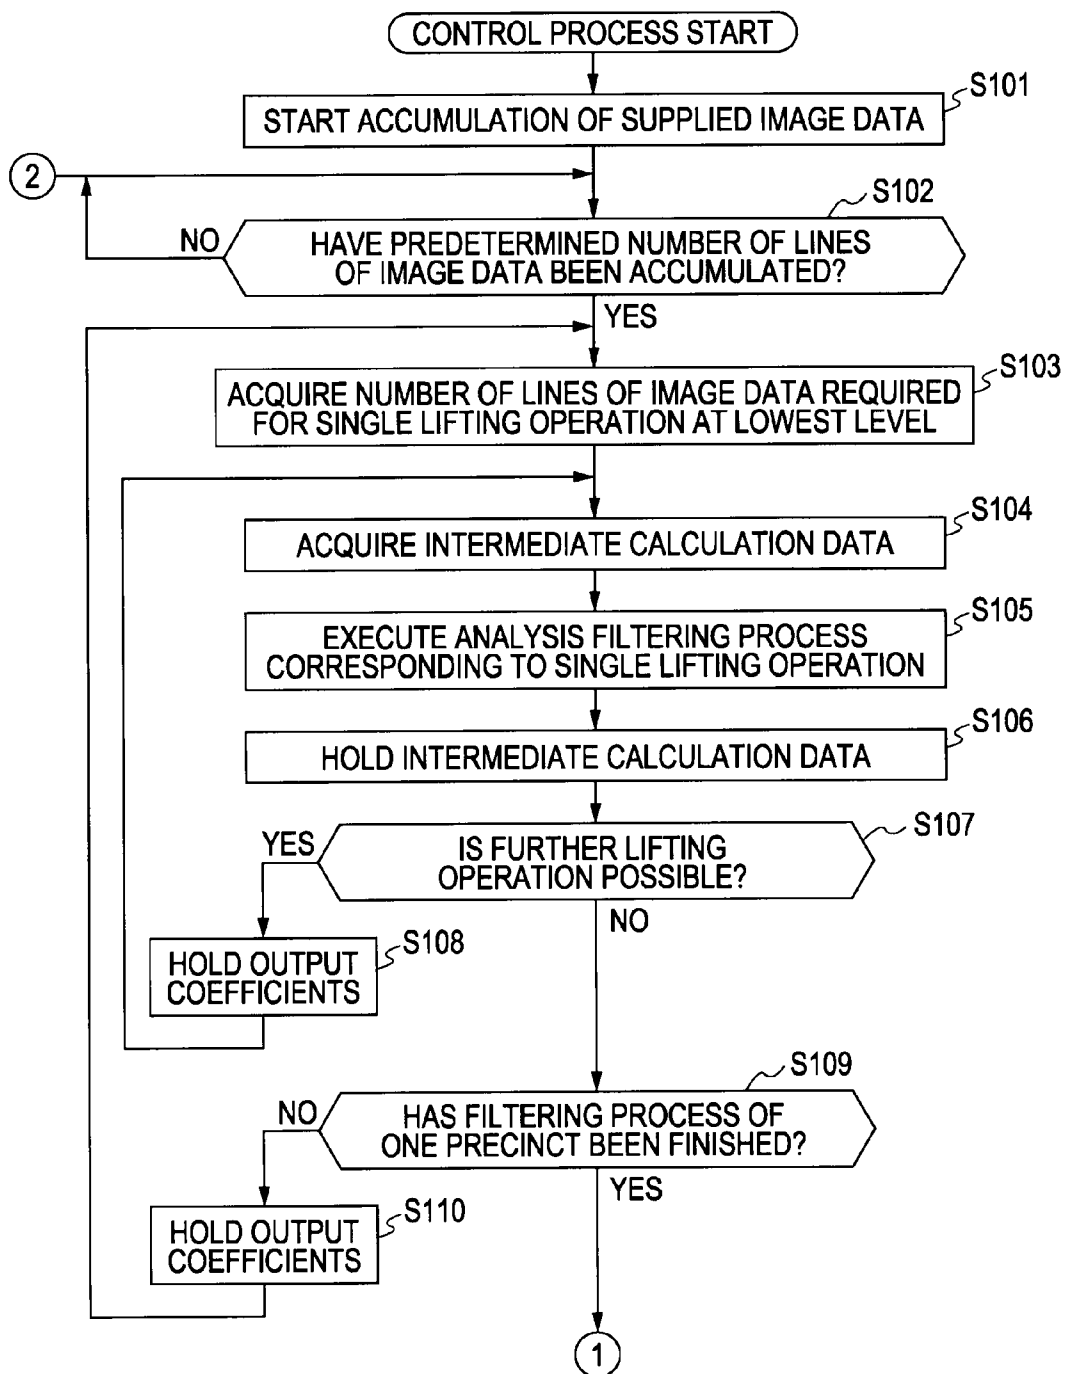 CONTROL PROCESS START
S101
START ACCUMULATION OF SUPPLIED IMAGE DATA
2
S102
NO
HAVE PREDETERMINED NUMBER OF LINES
OF IMAGE DATA BEEN ACCUMULATED?
YES
S103
ACQUIRE NUMBER OF LINES OF IMAGE DATA REQUIRED
FOR SINGLE LIFTING OPERATION AT LOWEST LEVEL
S104
ACQUIRE INTERMEDIATE CALCULATION DATA
S105
EXECUTE ANALYSIS FILTERING PROCESS
CORRESPONDING TO SINGLE LIFTING OPERATION
S106
HOLD INTERMEDIATE CALCULATION DATA
S107
YES
IS FURTHER LIFTING
OPERATION POSSIBLE?
NO
S108
HOLD OUTPUT
COEFFICIENTS
S109
NO
HAS FILTERING PROCESS OF
ONE PRECINCT BEEN FINISHED?
YES
S110
HOLD OUTPUT
COEFFICIENTS
1